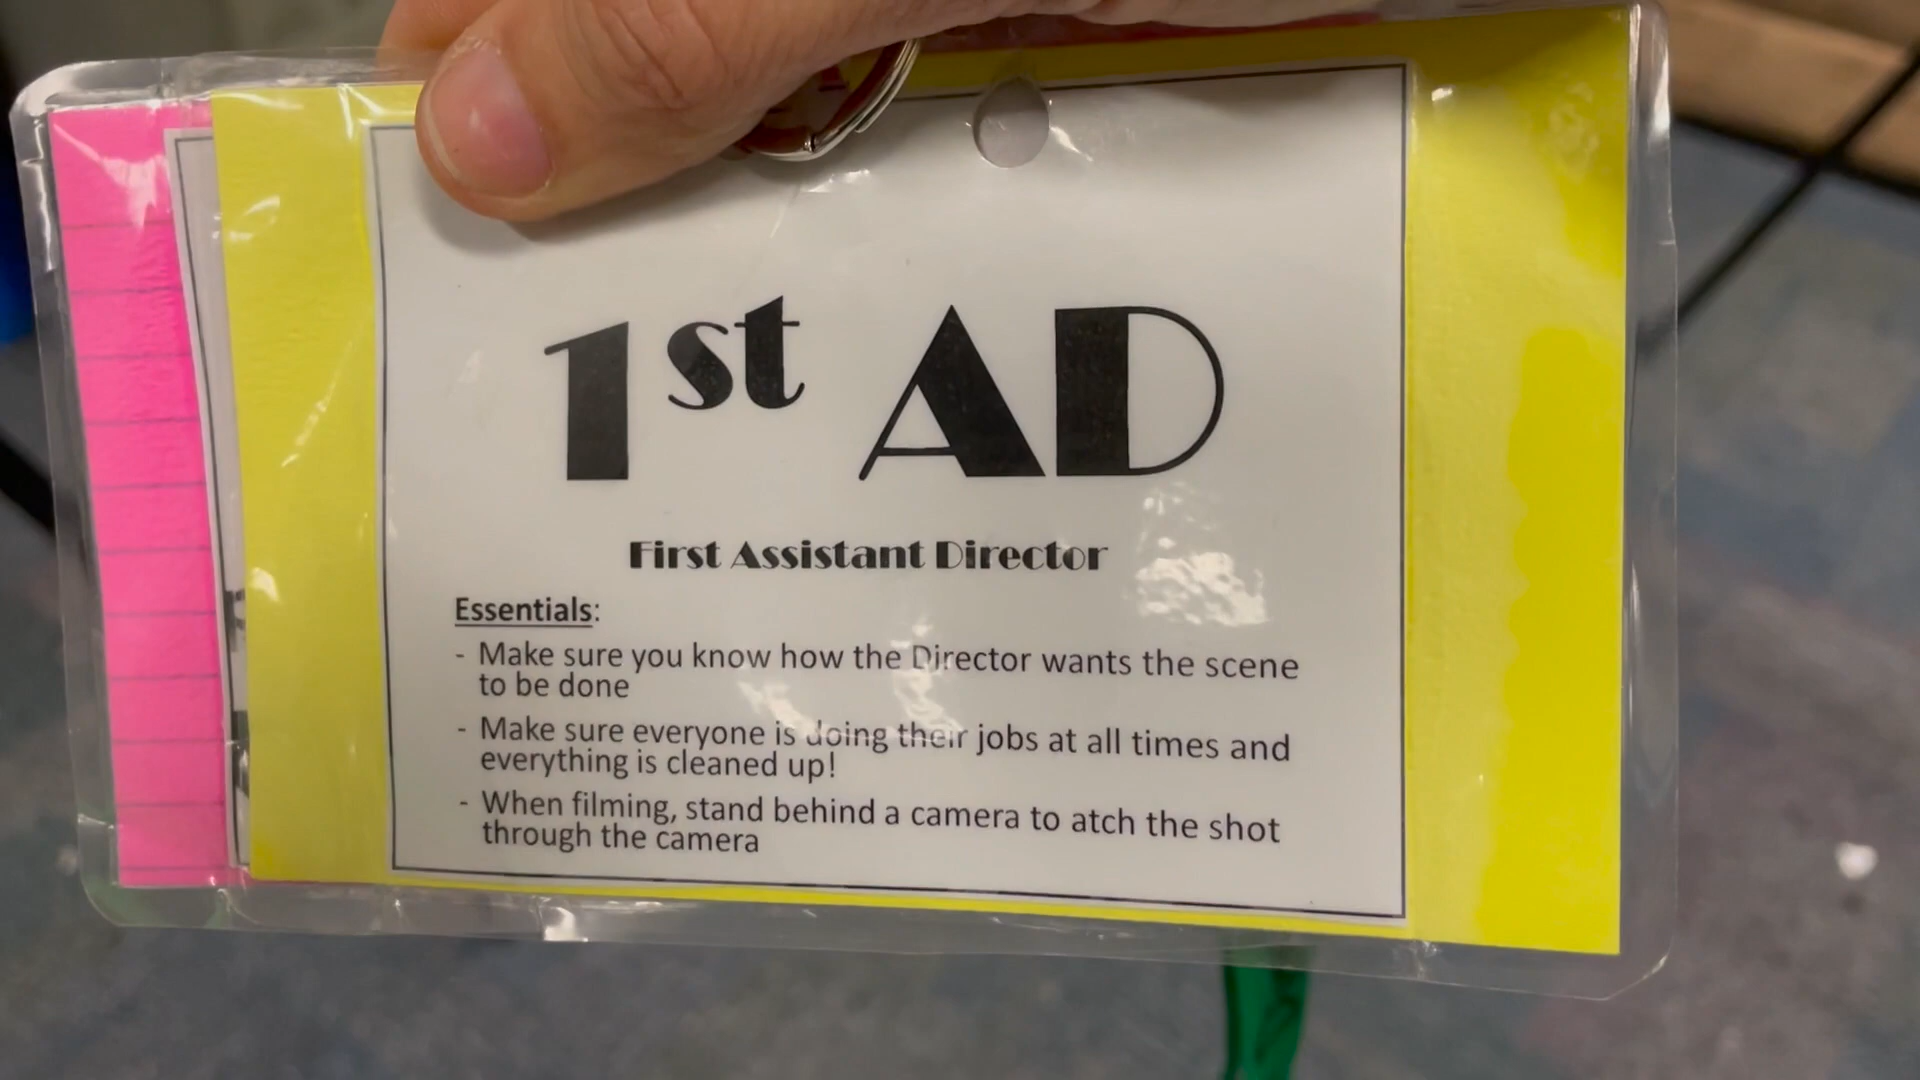 1st AD
First Assistant Director
Essentials:
- Make sure you know how the Director wants the scene
to be done
- Make sure everyone is doing their jobs at all times and
everything is cleaned up!
- When filming, stand behind a camera to atch the shot
through the camera